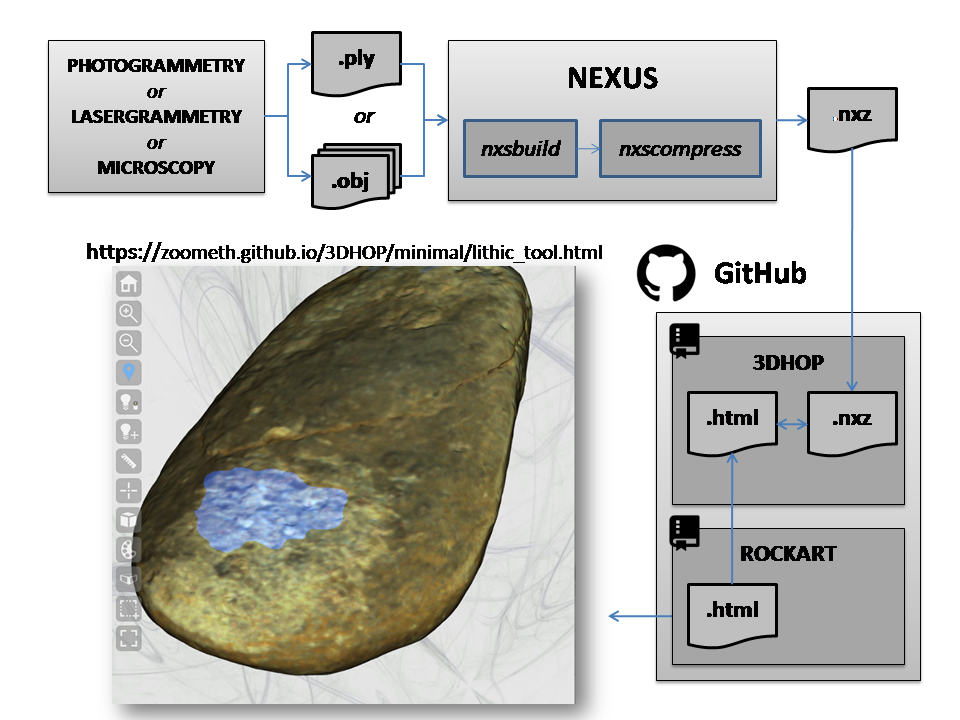 PHOTOGRAMMETRY
or
LASERGRAMMETRY
or
MICROSCOPY
.ply
or
.obj
NEXUS
nxsbuild
nxscompress
.nxz
https://zoometh.github.io/3DHOP/minimal/lithic_tool.html
GitHub
3DHOP
.html
.nxz
ROCKART
.html